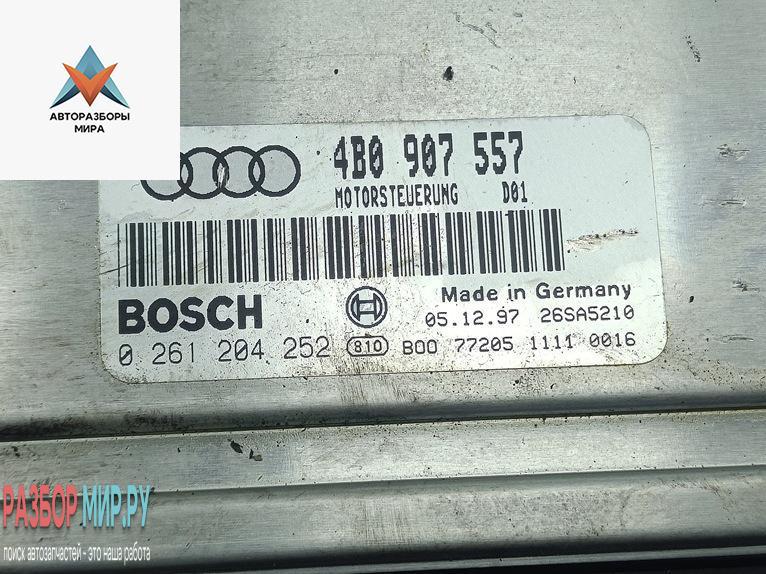 АВТОРАЗБОРЫ
МИРА
4B0 907 557
MOTORSTEUERUNG D01
BOSCH
Made in Germany
05.12.97 26SA5210
0 261 204 252 810 B00 77205 1111 0016
РАЗБОРМИР.РУ
поиск автозапчастей - это наша работа